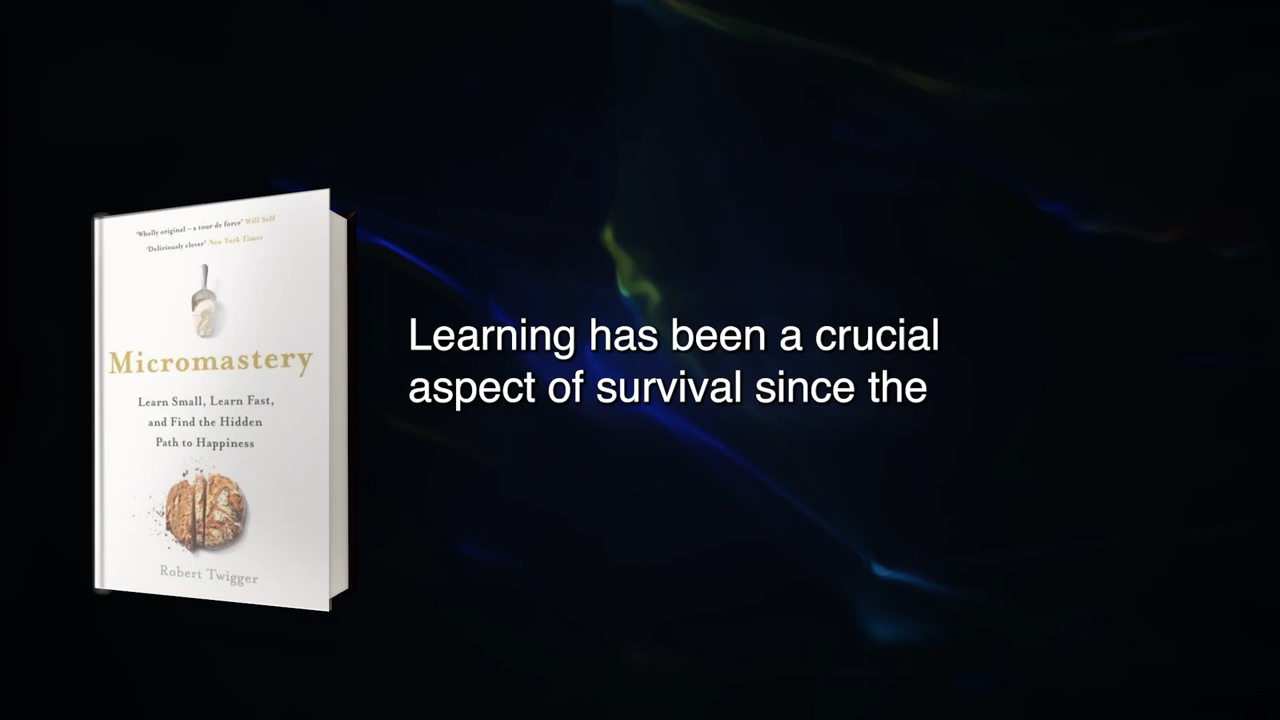 ‘Wholly original – a tour de force’ Will Self
‘Deliriously clever’ New York Times
Micromastery
Learn Small, Learn Fast,
and Find the Hidden
Path to Happiness
Robert Twigger
Learning has been a crucial
aspect of survival since the